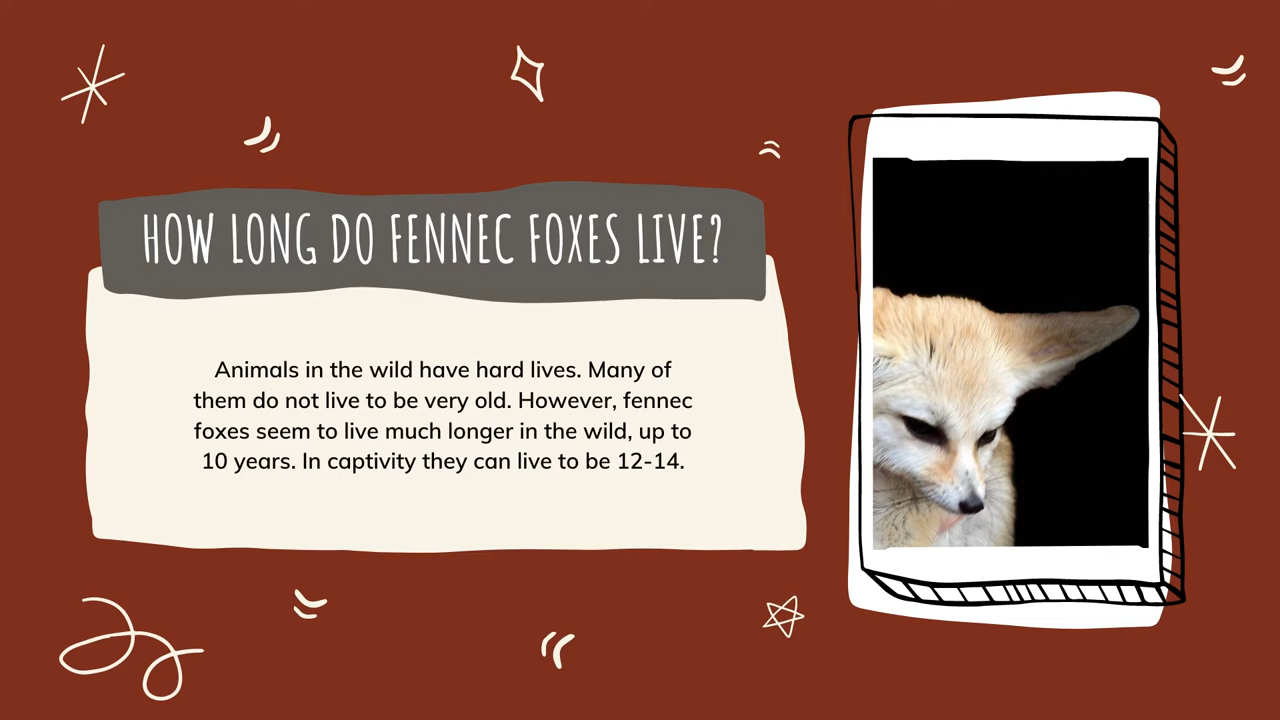 HOW LONG DO FENNEC FOXES LIVE?
Animals in the wild have hard lives. Many of
them do not live to be very old. However, fennec
foxes seem to live much longer in the wild, up to
10 years. In captivity they can live to be 12-14.